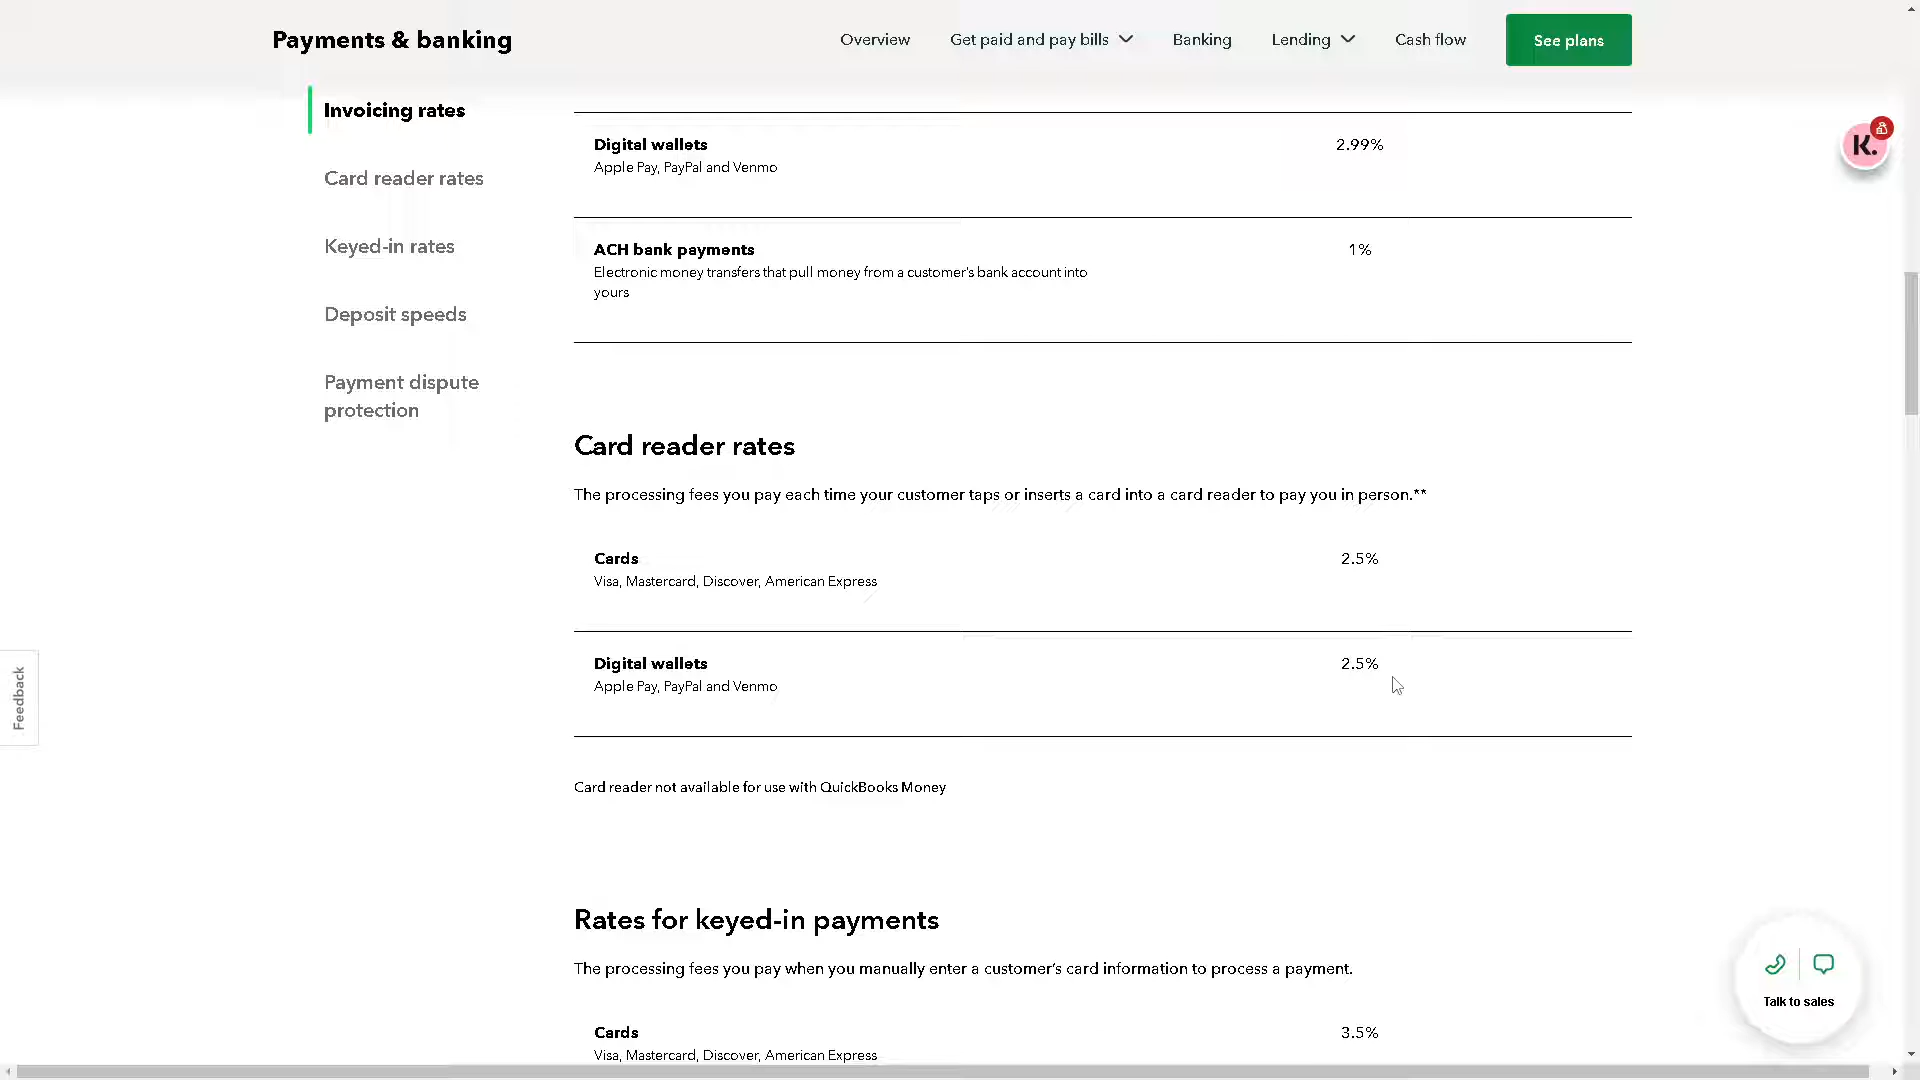 Payments & banking
Overview
Get paid and pay bills
Banking
Lending
Cash flow
See plans
Invoicing rates
Card reader rates
Keyed-in rates
Deposit speeds
Payment dispute
protection
Digital wallets
2.99%
Apple Pay, PayPal and Venmo
ACH bank payments
1%
Electronic money transfers that pull money from a customer's bank account into
yours
Card reader rates
The processing fees you pay each time your customer taps or inserts a card into a card reader to pay you in person.**
Cards
2.5%
Visa, Mastercard, Discover, American Express
Digital wallets
2.5%
Apple Pay, PayPal and Venmo
Card reader not available for use with QuickBooks Money
Rates for keyed-in payments
The processing fees you pay when you manually enter a customer's card information to process a payment.
Cards
3.5%
Visa, Mastercard, Discover, American Express
K.
Feedback
Talk to sales